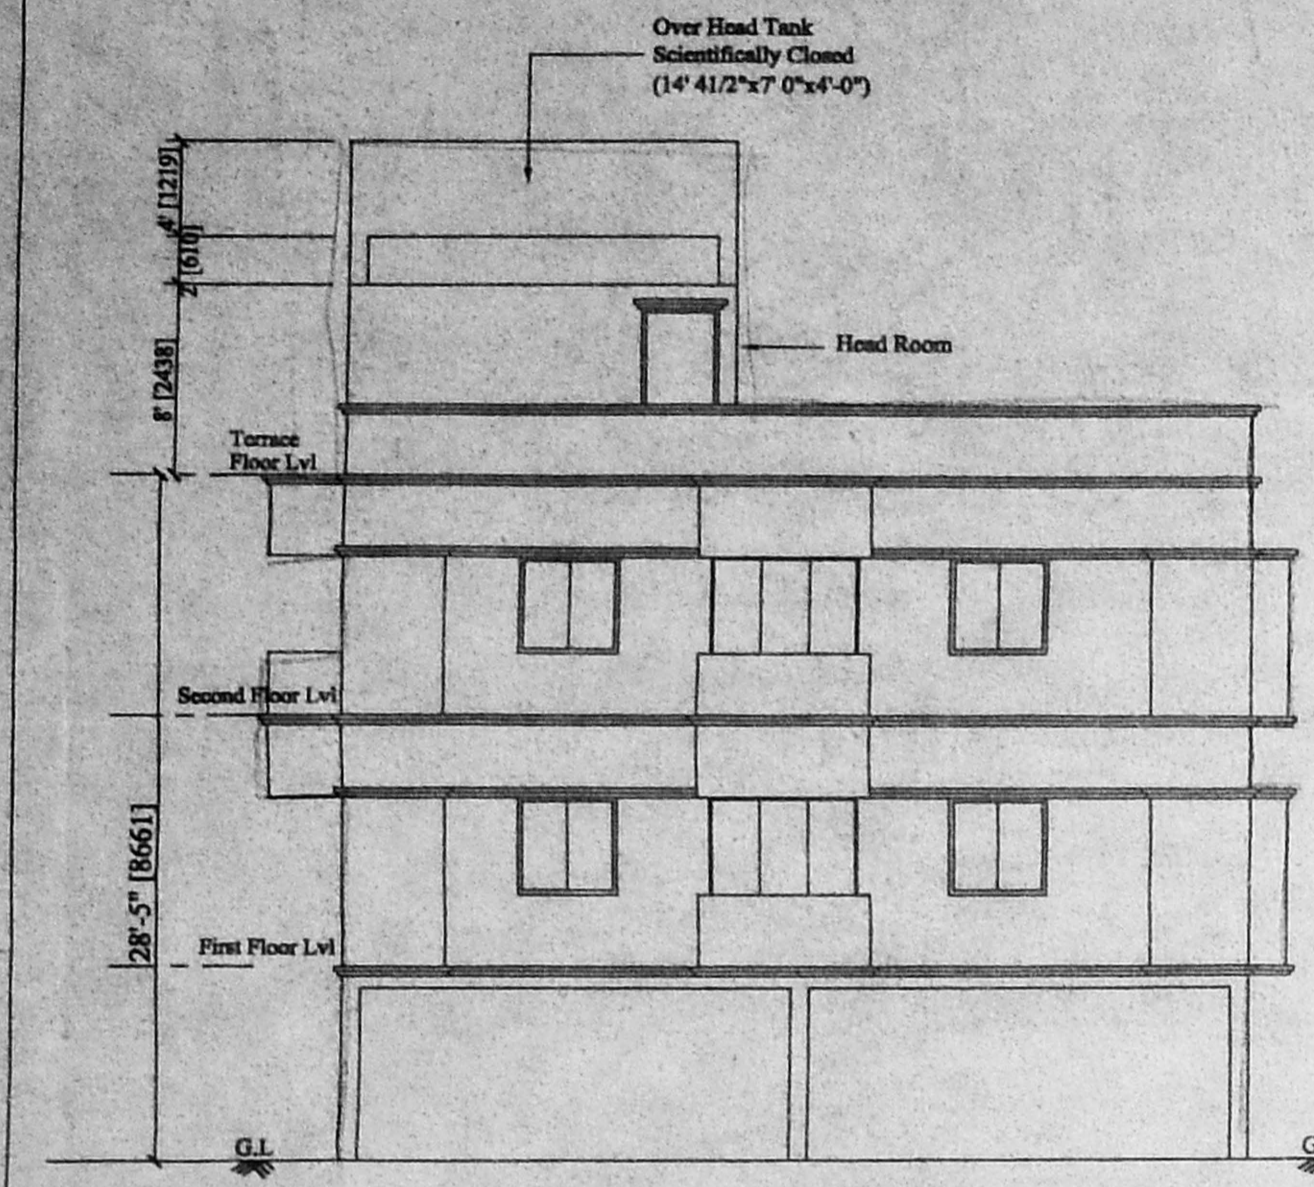 Over Head Tank
Scientifically Closed
(14' 41/2"x7' 0"x4'-0")
4' [1219]
2' [610]
8' [2438]
Head Room
Terrace
Floor Lvl
Second Floor Lvl
28'-5" [8661]
First Floor Lvl
G.L
G